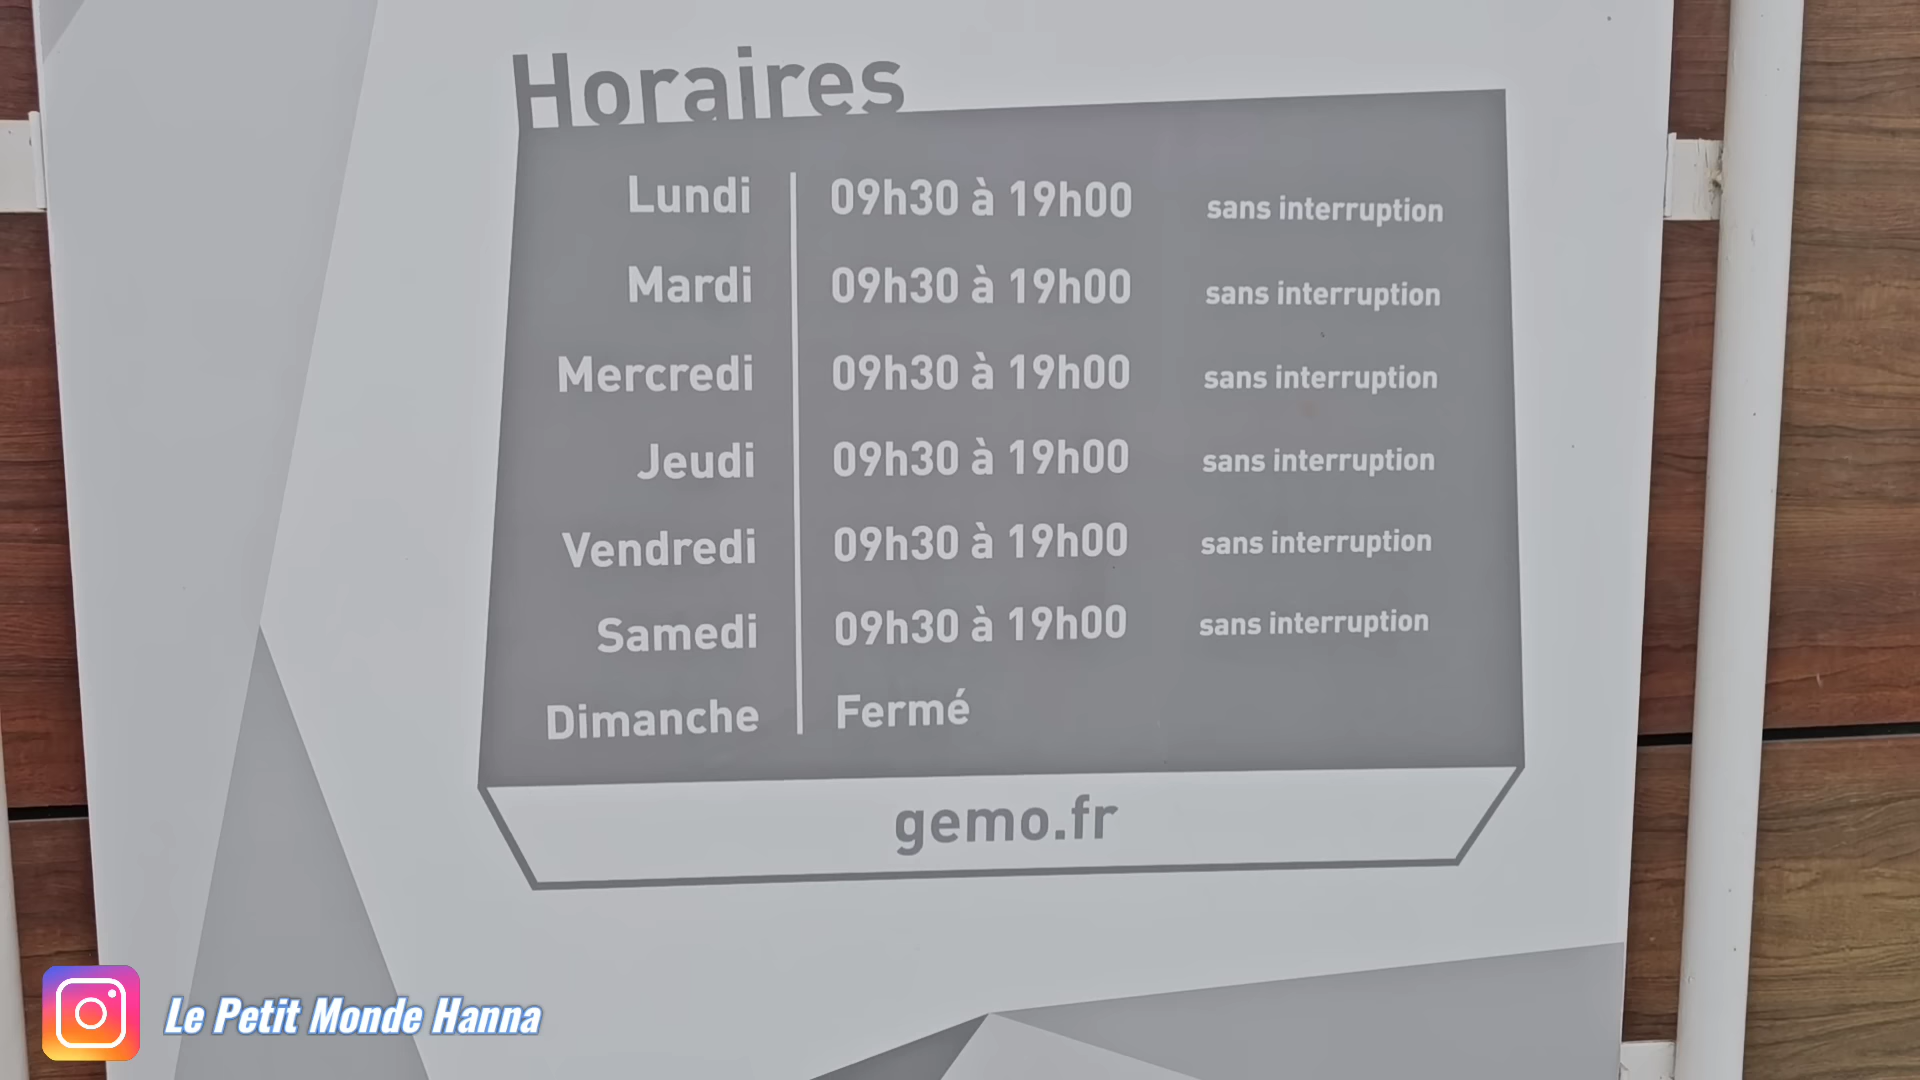 Horaires
Lundi 09h30 à 19h00 sans interruption
Mardi 09h30 à 19h00 sans interruption
Mercredi 09h30 à 19h00 sans interruption
Jeudi 09h30 à 19h00 sans interruption
Vendredi 09h30 à 19h00 sans interruption
Samedi 09h30 à 19h00 sans interruption
Dimanche Fermé
gemo.fr
Le Petit Monde Hanna